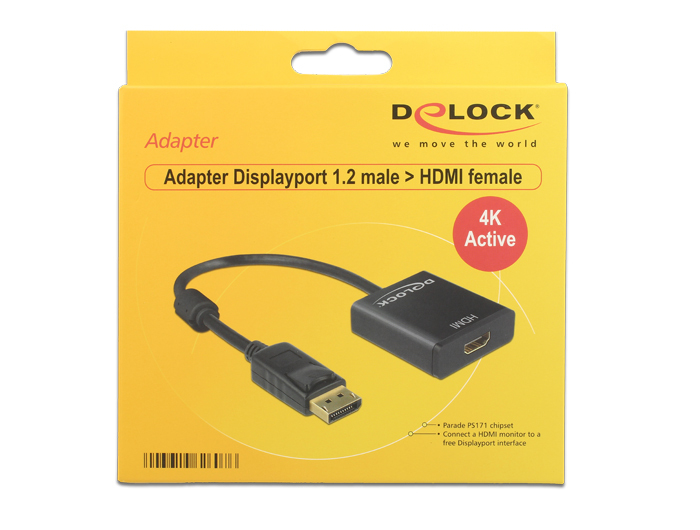 DeLOCK®
we move the world
Adapter
Adapter Displayport 1.2 male > HDMI female
4K
Active
DeLOCK
HDMI
• Parade PS171 chipset
• Connect a HDMI monitor to a
free Displayport interface